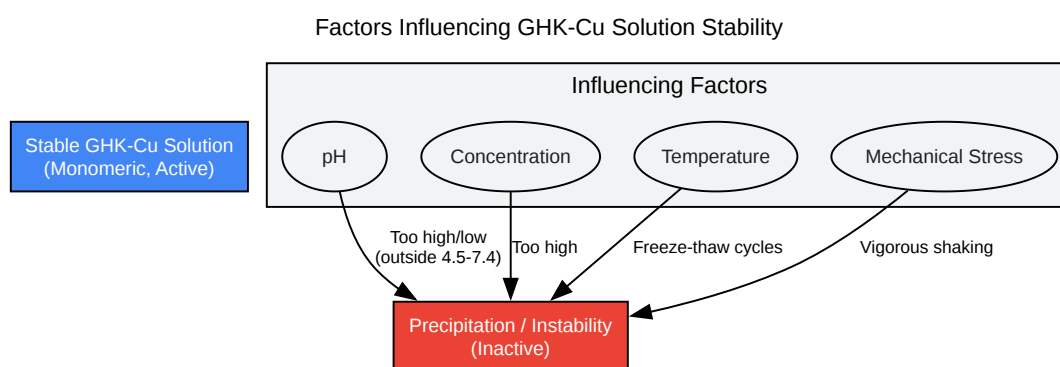 Factors Influencing GHK-Cu Solution Stability
Influencing Factors
Stable GHK-Cu Solution
(Monomeric, Active)
pH
Concentration
Temperature
Mechanical Stress
Too high/low
(outside 4.5-7.4)
Too high
Freeze-thaw cycles
Vigorous shaking
Precipitation / Instability
(Inactive)